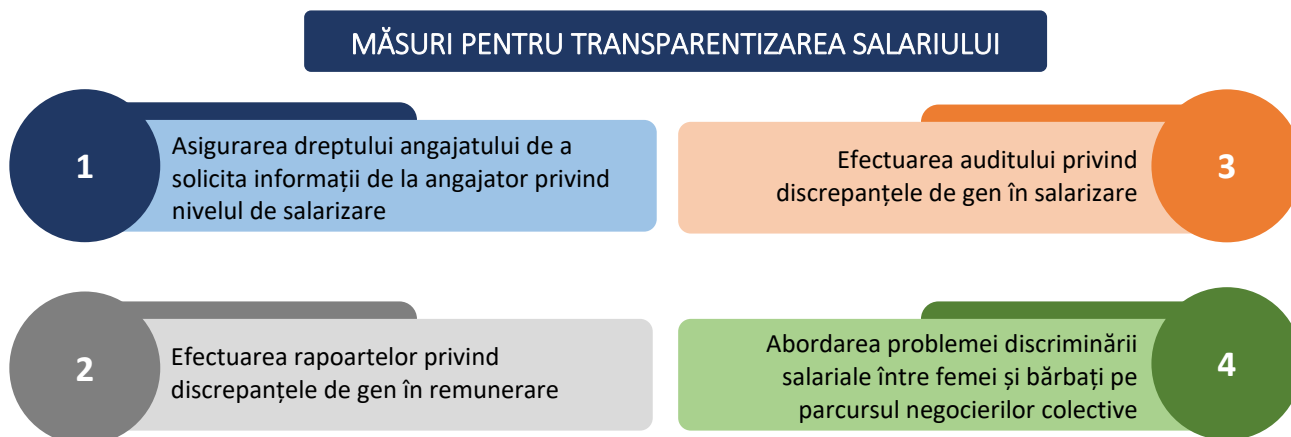 MĂSURI PENTRU TRANSPARENTIZAREA SALARIULUI
1
Asigurarea dreptului angajatului de a
solicita informații de la angajator privind
nivelul de salarizare
2
Efectuarea rapoartelor privind
discrepanțele de gen în remunerare
3
Efectuarea auditului privind
discrepanțele de gen în salarizare
4
Abordarea problemei discriminării
salariale între femei și bărbați pe
parcursul negocierilor colective